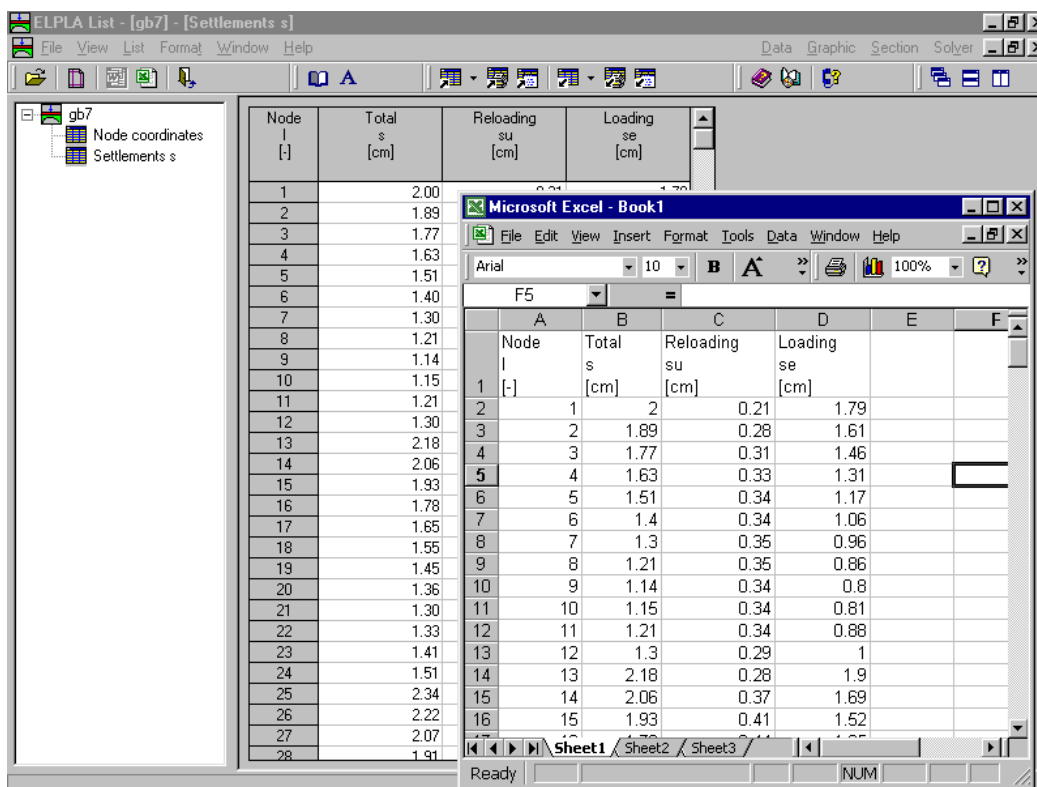 ELPLA List - [gb7] - [Settlements s]
File View List Format Window Help Data Graphic Section Solver
A
gb7
Node coordinates
Settlements s
Node Total Reloading Loading
I s su se
[-] [cm] [cm] [cm]
1 2.00 0.21 1.79
2 1.89
3 1.77
4 1.63
5 1.51
6 1.40
7 1.30
8 1.21
9 1.14
10 1.15
11 1.21
12 1.30
13 2.18
14 2.06
15 1.93
16 1.78
17 1.65
18 1.55
19 1.45
20 1.36
21 1.30
22 1.33
23 1.41
24 1.51
25 2.34
26 2.22
27 2.07
28 1.91
Microsoft Excel - Book1
File Edit View Insert Format Tools Data Window Help
Arial 10 B A 100%
F5 =
A B C D E F
Node Total Reloading Loading
I s su se
1 [-] [cm] [cm] [cm]
2 1 2 0.21 1.79
3 2 1.89 0.28 1.61
4 3 1.77 0.31 1.46
5 4 1.63 0.33 1.31
6 5 1.51 0.34 1.17
7 6 1.4 0.34 1.06
8 7 1.3 0.35 0.96
9 8 1.21 0.35 0.86
10 9 1.14 0.34 0.8
11 10 1.15 0.34 0.81
12 11 1.21 0.34 0.88
13 12 1.3 0.29 1
14 13 2.18 0.28 1.9
15 14 2.06 0.37 1.69
16 15 1.93 0.41 1.52
Sheet1 Sheet2 Sheet3
Ready NUM